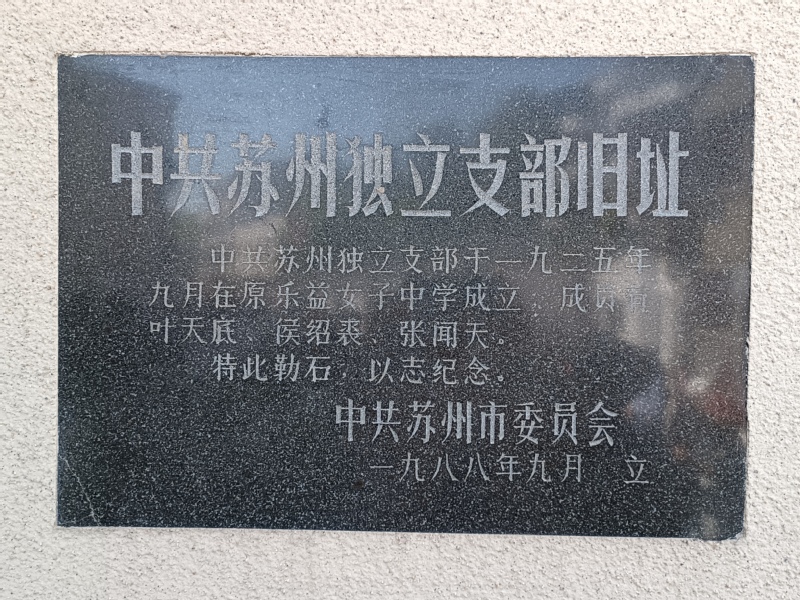 中共苏州独立支部旧址
中共苏州独立支部于一九二五年
九月在原乐益女子中学成立，成员有
叶天底、侯绍裘、张闻天。
特此勒石，以志纪念。
中共苏州市委员会
一九八八年九月 立